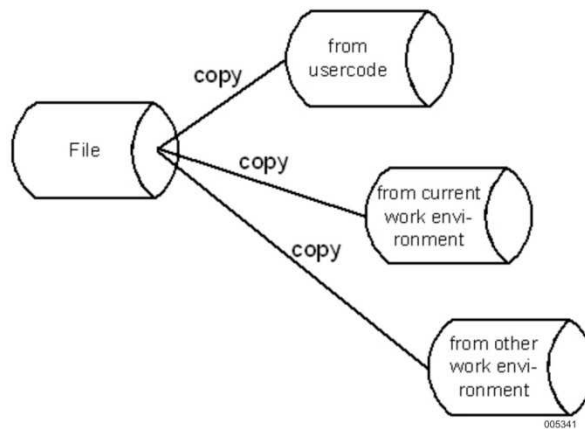 from
usercode
copy
File
copy
from current
work envi-
ronment
copy
from other
work envi-
ronment
005341